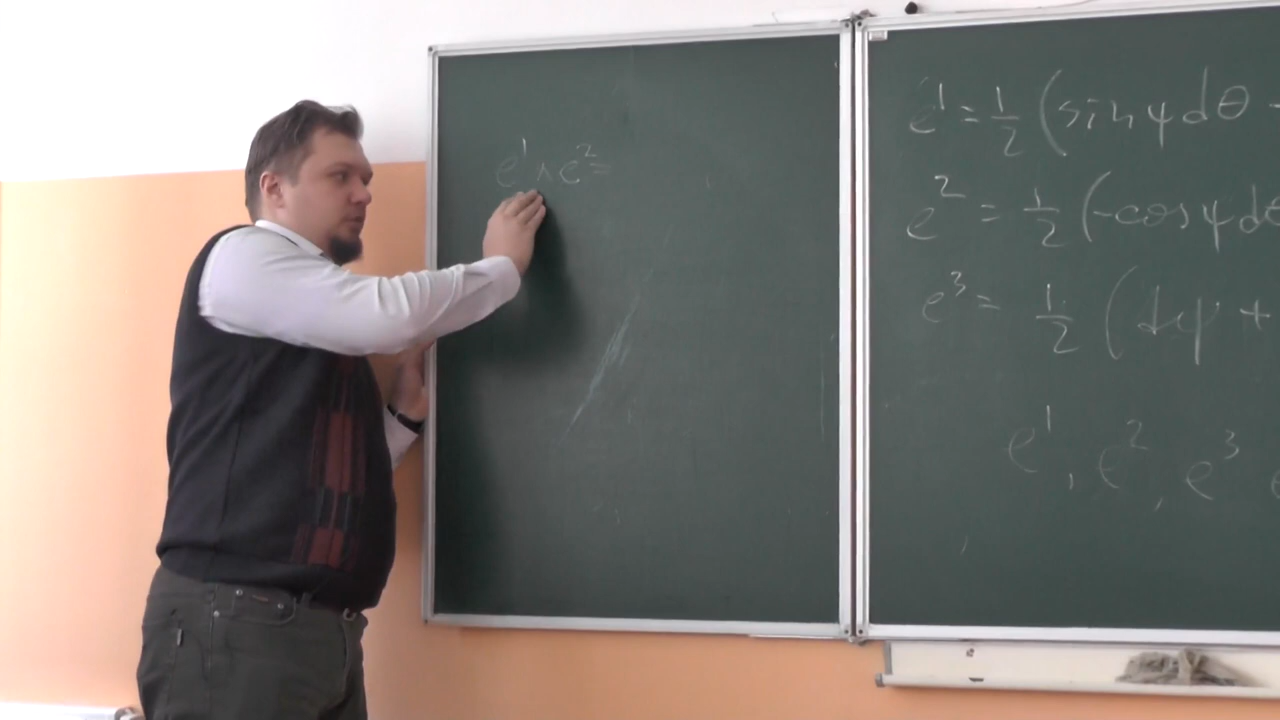 e¹∧e²=
e¹ = 1/2 (sin ψ dθ -
e² = 1/2 (-cos ψ dθ
e³ = 1/2 (dψ +
e¹, e², e³